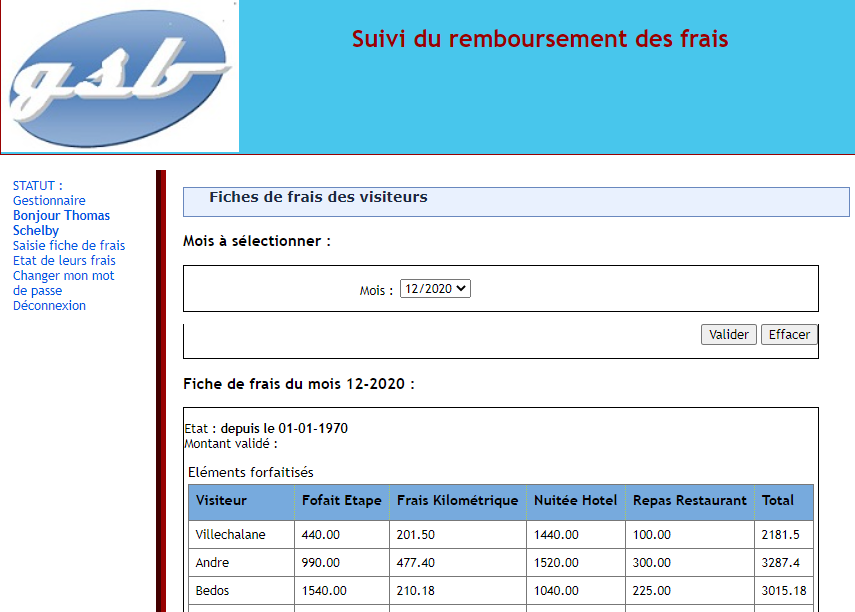 gsb
Suivi du remboursement des frais
STATUT :
Gestionnaire
Bonjour Thomas
Schelby
Saisie fiche de frais
Etat de leurs frais
Changer mon mot
de passe
Déconnexion
Fiches de frais des visiteurs
Mois à sélectionner :
Mois : 12/2020
Valider Effacer
Fiche de frais du mois 12-2020 :
Etat : depuis le 01-01-1970
Montant validé :
Eléments forfaitisés
Visiteur Fofait Etape Frais Kilométrique Nuitée Hotel Repas Restaurant Total
Villechalane 440.00 201.50 1440.00 100.00 2181.5
Andre 990.00 477.40 1520.00 300.00 3287.4
Bedos 1540.00 210.18 1040.00 225.00 3015.18